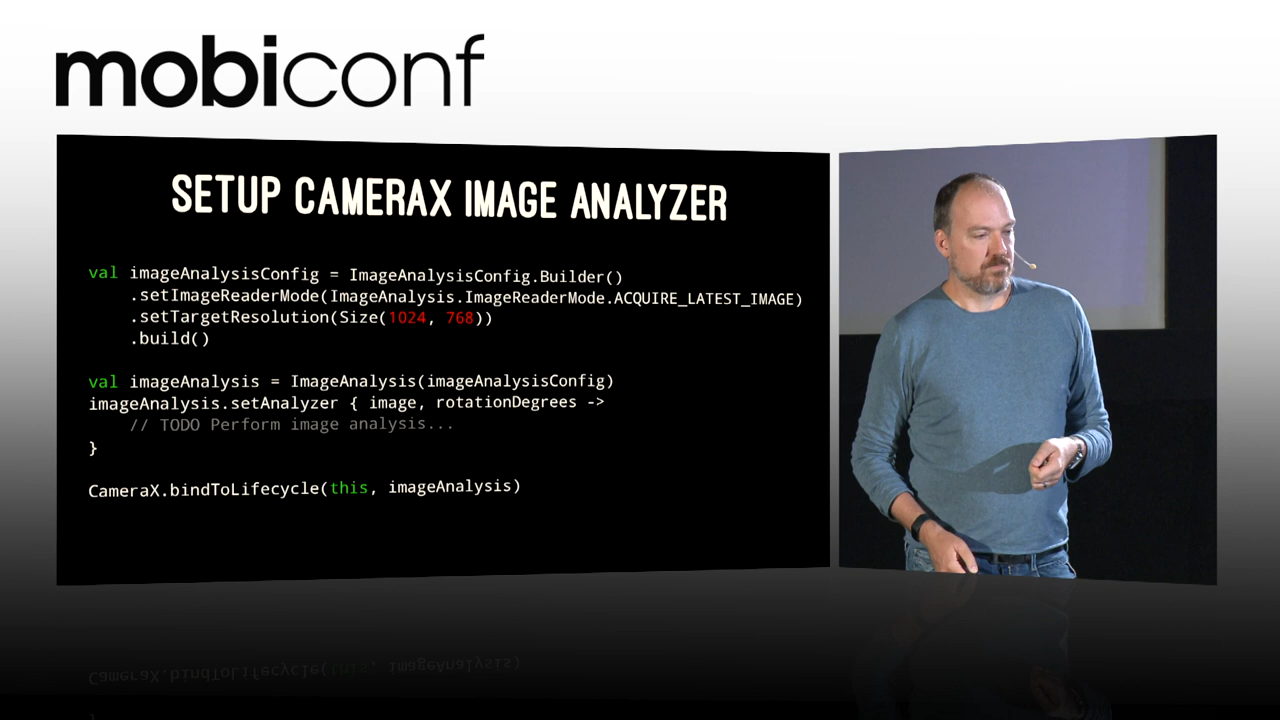 mobiconf
SETUP CAMERAX IMAGE ANALYZER
val imageAnalysisConfig = ImageAnalysisConfig.Builder()
.setImageReaderMode(ImageAnalysis.ImageReaderMode.ACQUIRE_LATEST_IMAGE)
.setTargetResolution(Size(1024, 768))
.build()
val imageAnalysis = ImageAnalysis(imageAnalysisConfig)
imageAnalysis.setAnalyzer { image, rotationDegrees ->
// TODO Perform image analysis...
}
CameraX.bindToLifecycle(this, imageAnalysis)